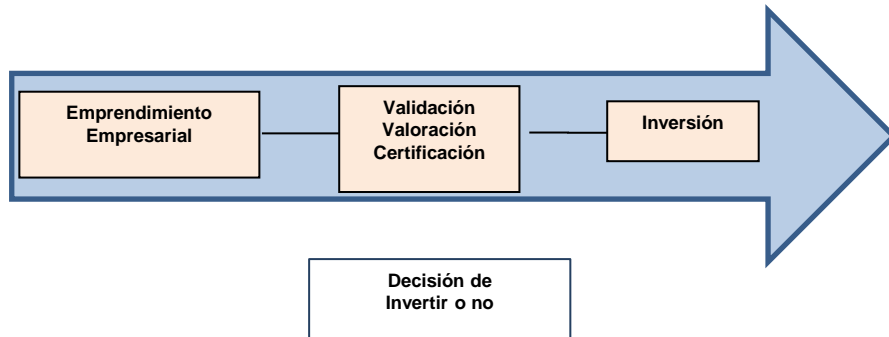 Emprendimiento
Empresarial
Validación
Valoración
Certificación
Inversión
Decisión de
Invertir o no